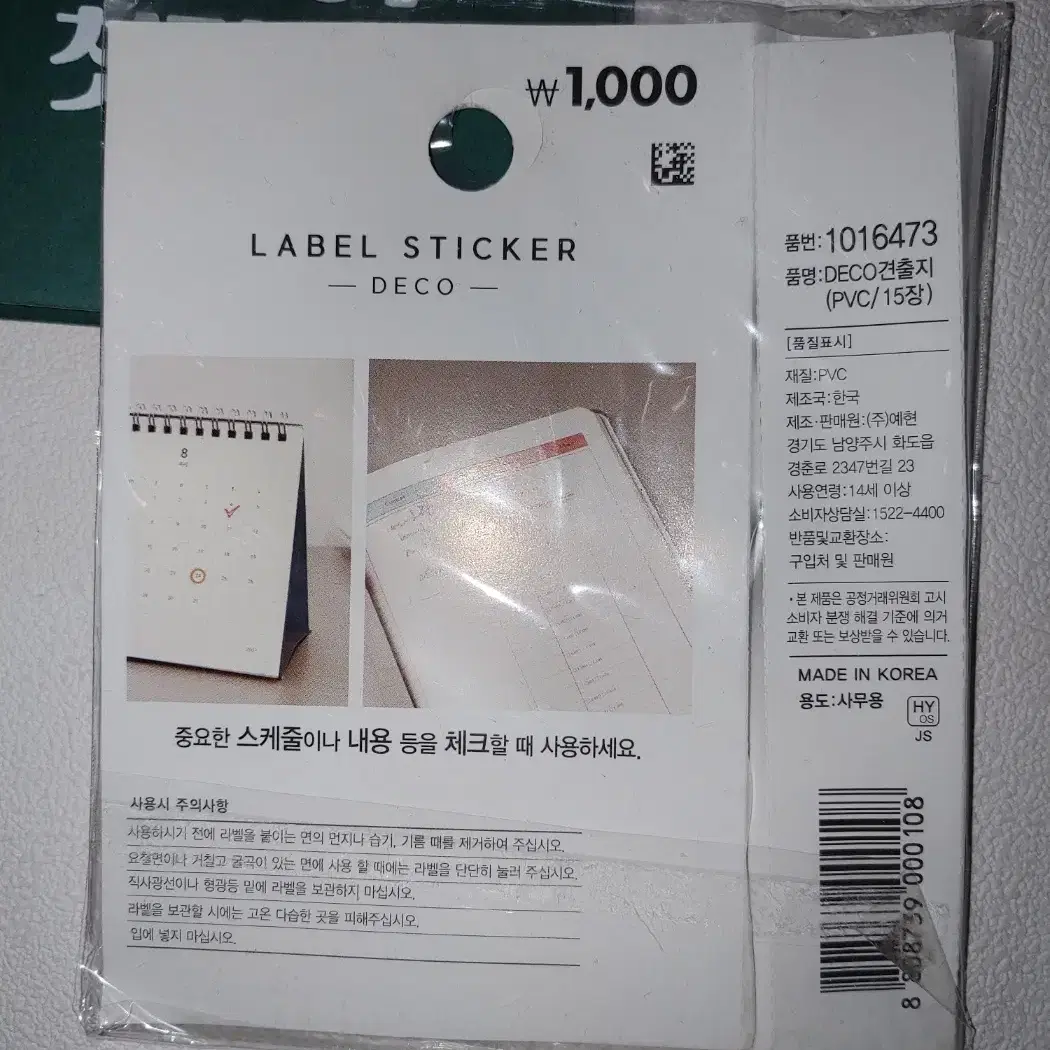 ₩1,000
LABEL STICKER
— DECO —
8
중요한 스케줄이나 내용 등을 체크할 때 사용하세요.
사용시 주의사항
사용하시기 전에 라벨을 붙이는 면의 먼지나 습기, 기름 때를 제거하여 주십시오.
요철면이나 거칠고 굴곡이 있는 면에 사용 할 때에는 라벨을 단단히 눌러 주십시오.
직사광선이나 형광등 밑에 라벨을 보관하지 마십시오.
라벨을 보관할 시에는 고온 다습한 곳을 피해주십시오.
입에 넣지 마십시오.
품번:1016473
품명:DECO견출지
(PVC/15장)
[품질표시]
재질:PVC
제조국:한국
제조·판매원:(주)예현
경기도 남양주시 화도읍
경춘로 2347번길 23
사용연령:14세 이상
소비자상담실:1522-4400
반품및교환장소:
구입처 및 판매원
·본 제품은 공정거래위원회 고시
소비자 분쟁 해결 기준에 의거
교환 또는 보상받을 수 있습니다.
MADE IN KOREA
용도:사무용
HY
OS
JS